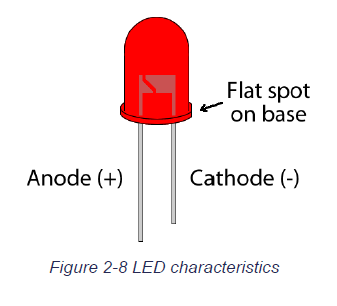 Flat spot
on base
Anode (+)
Cathode (-)
Figure 2-8 LED characteristics